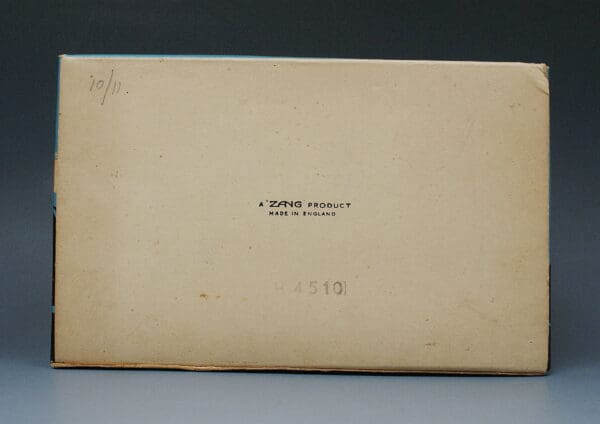 10/11
A "ZANG" PRODUCT
MADE IN ENGLAND
H 4510